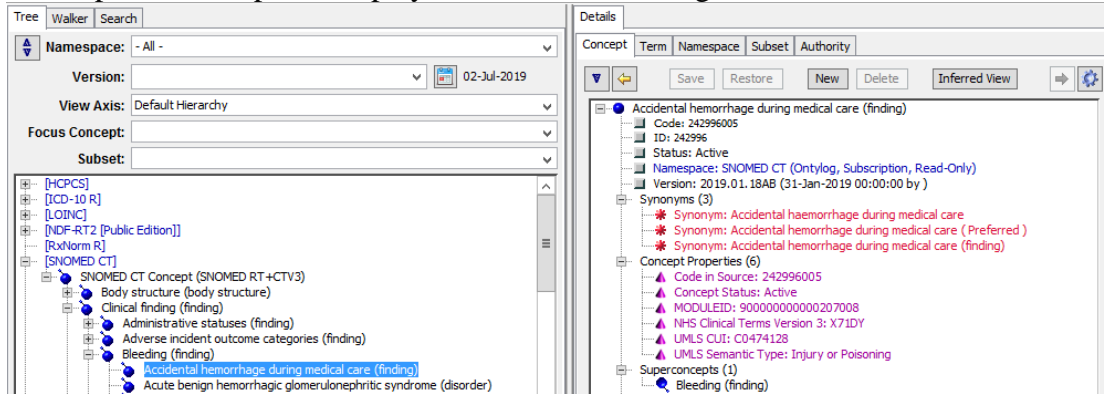 Tree Walker Search
Namespace: - All -
Version: 02-Jul-2019
View Axis: Default Hierarchy
Focus Concept:
Subset:
[HCPCS]
[ICD-10 R]
[LOINC]
[NDF-RT2 [Public Edition]]
[RxNorm R]
[SNOMED CT]
SNOMED CT Concept (SNOMED RT+CTV3)
Body structure (body structure)
Clinical finding (finding)
Administrative statuses (finding)
Adverse incident outcome categories (finding)
Bleeding (finding)
Accidental hemorrhage during medical care (finding)
Acute benign hemorrhagic glomerulonephritic syndrome (disorder)
Details
Concept Term Namespace Subset Authority
Save Restore New Delete Inferred View
Accidental hemorrhage during medical care (finding)
Code: 242996005
ID: 242996
Status: Active
Namespace: SNOMED CT (Ontylog, Subscription, Read-Only)
Version: 2019.01.18AB (31-Jan-2019 00:00:00 by )
Synonyms (3)
Synonym: Accidental haemorrhage during medical care
Synonym: Accidental hemorrhage during medical care ( Preferred )
Synonym: Accidental hemorrhage during medical care (finding)
Concept Properties (6)
Code in Source: 242996005
Concept Status: Active
MODULEID: 900000000000207008
NHS Clinical Terms Version 3: X71DY
UMLS CUI: C0474128
UMLS Semantic Type: Injury or Poisoning
Superconcepts (1)
Bleeding (finding)